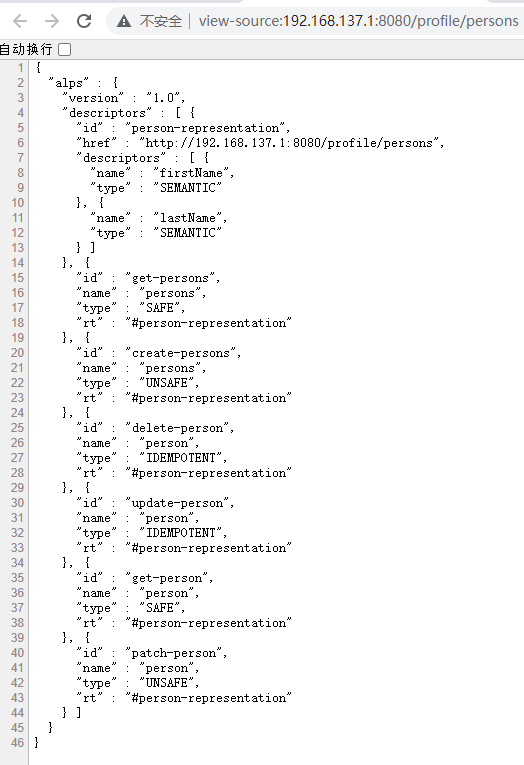 不安全 | view-source:192.168.137.1:8080/profile/persons
自动换行
1 {
2 "alps" : {
3 "version" : "1.0",
4 "descriptors" : [ {
5 "id" : "person-representation",
6 "href" : "http://192.168.137.1:8080/profile/persons",
7 "descriptors" : [ {
8 "name" : "firstName",
9 "type" : "SEMANTIC"
10 }, {
11 "name" : "lastName",
12 "type" : "SEMANTIC"
13 } ]
14 }, {
15 "id" : "get-persons",
16 "name" : "persons",
17 "type" : "SAFE",
18 "rt" : "#person-representation"
19 }, {
20 "id" : "create-persons",
21 "name" : "persons",
22 "type" : "UNSAFE",
23 "rt" : "#person-representation"
24 }, {
25 "id" : "delete-person",
26 "name" : "person",
27 "type" : "IDEMPOTENT",
28 "rt" : "#person-representation"
29 }, {
30 "id" : "update-person",
31 "name" : "person",
32 "type" : "IDEMPOTENT",
33 "rt" : "#person-representation"
34 }, {
35 "id" : "get-person",
36 "name" : "person",
37 "type" : "SAFE",
38 "rt" : "#person-representation"
39 }, {
40 "id" : "patch-person",
41 "name" : "person",
42 "type" : "UNSAFE",
43 "rt" : "#person-representation"
44 } ]
45 }
46 }